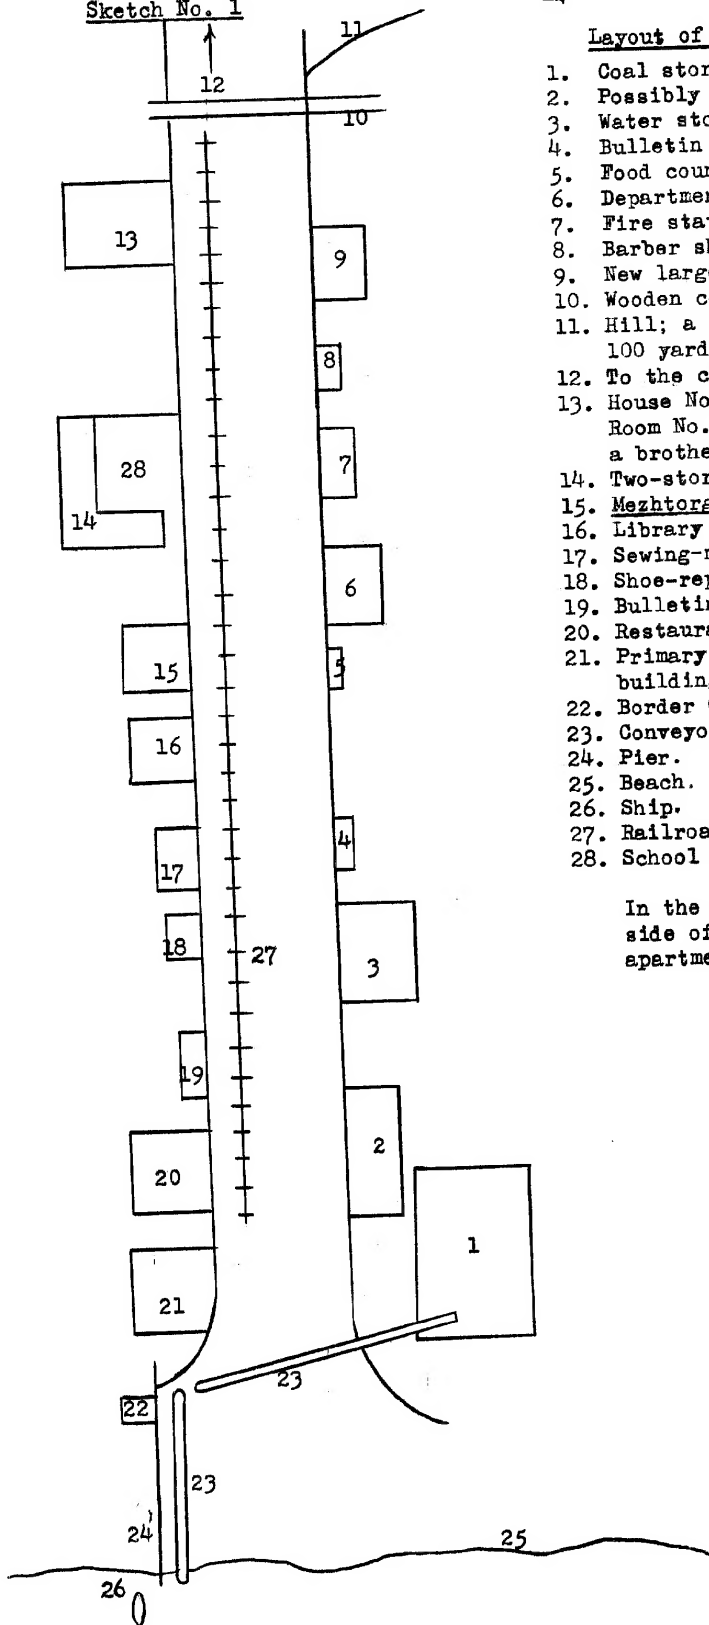 Sketch No. 1
Layout of
1. Coal stor
2. Possibly
3. Water sto
4. Bulletin
5. Food coun
6. Departmen
7. Fire sta
8. Barber sh
9. New large
10. Wooden c
11. Hill; a
100 yard
12. To the c
13. House No
Room No.
a brothe
14. Two-stor
15. Mezhtorg
16. Library
17. Sewing-
18. Shoe-rep
19. Bulletin
20. Restaura
21. Primary
building
22. Border
23. Conveyo
24. Pier.
25. Beach.
26. Ship.
27. Railroa
28. School
In the
side of
apartme
11
12
10
13
9
8
28
7
14
6
15
5
16
4
17
18
27
3
19
2
20
1
21
23
22
23
24
25
26